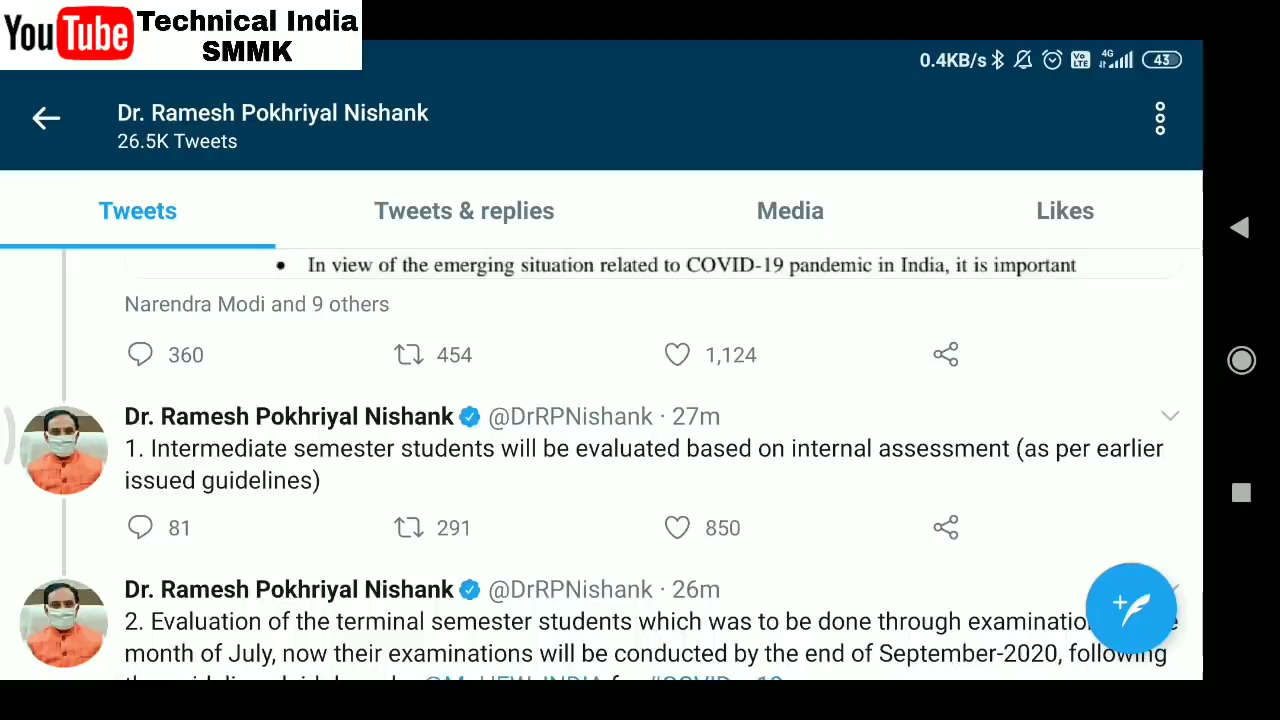 YouTube Technical India
SMMK
0.4KB/s Vo LTE 4G 43
Dr. Ramesh Pokhriyal Nishank
26.5K Tweets
Tweets Tweets & replies Media Likes
• In view of the emerging situation related to COVID-19 pandemic in India, it is important
Narendra Modi and 9 others
360 454 1,124
Dr. Ramesh Pokhriyal Nishank @DrRPNishank · 27m
1. Intermediate semester students will be evaluated based on internal assessment (as per earlier
issued guidelines)
81 291 850
Dr. Ramesh Pokhriyal Nishank @DrRPNishank · 26m
2. Evaluation of the terminal semester students which was to be done through examinatio
month of July, now their examinations will be conducted by the end of September-2020, following